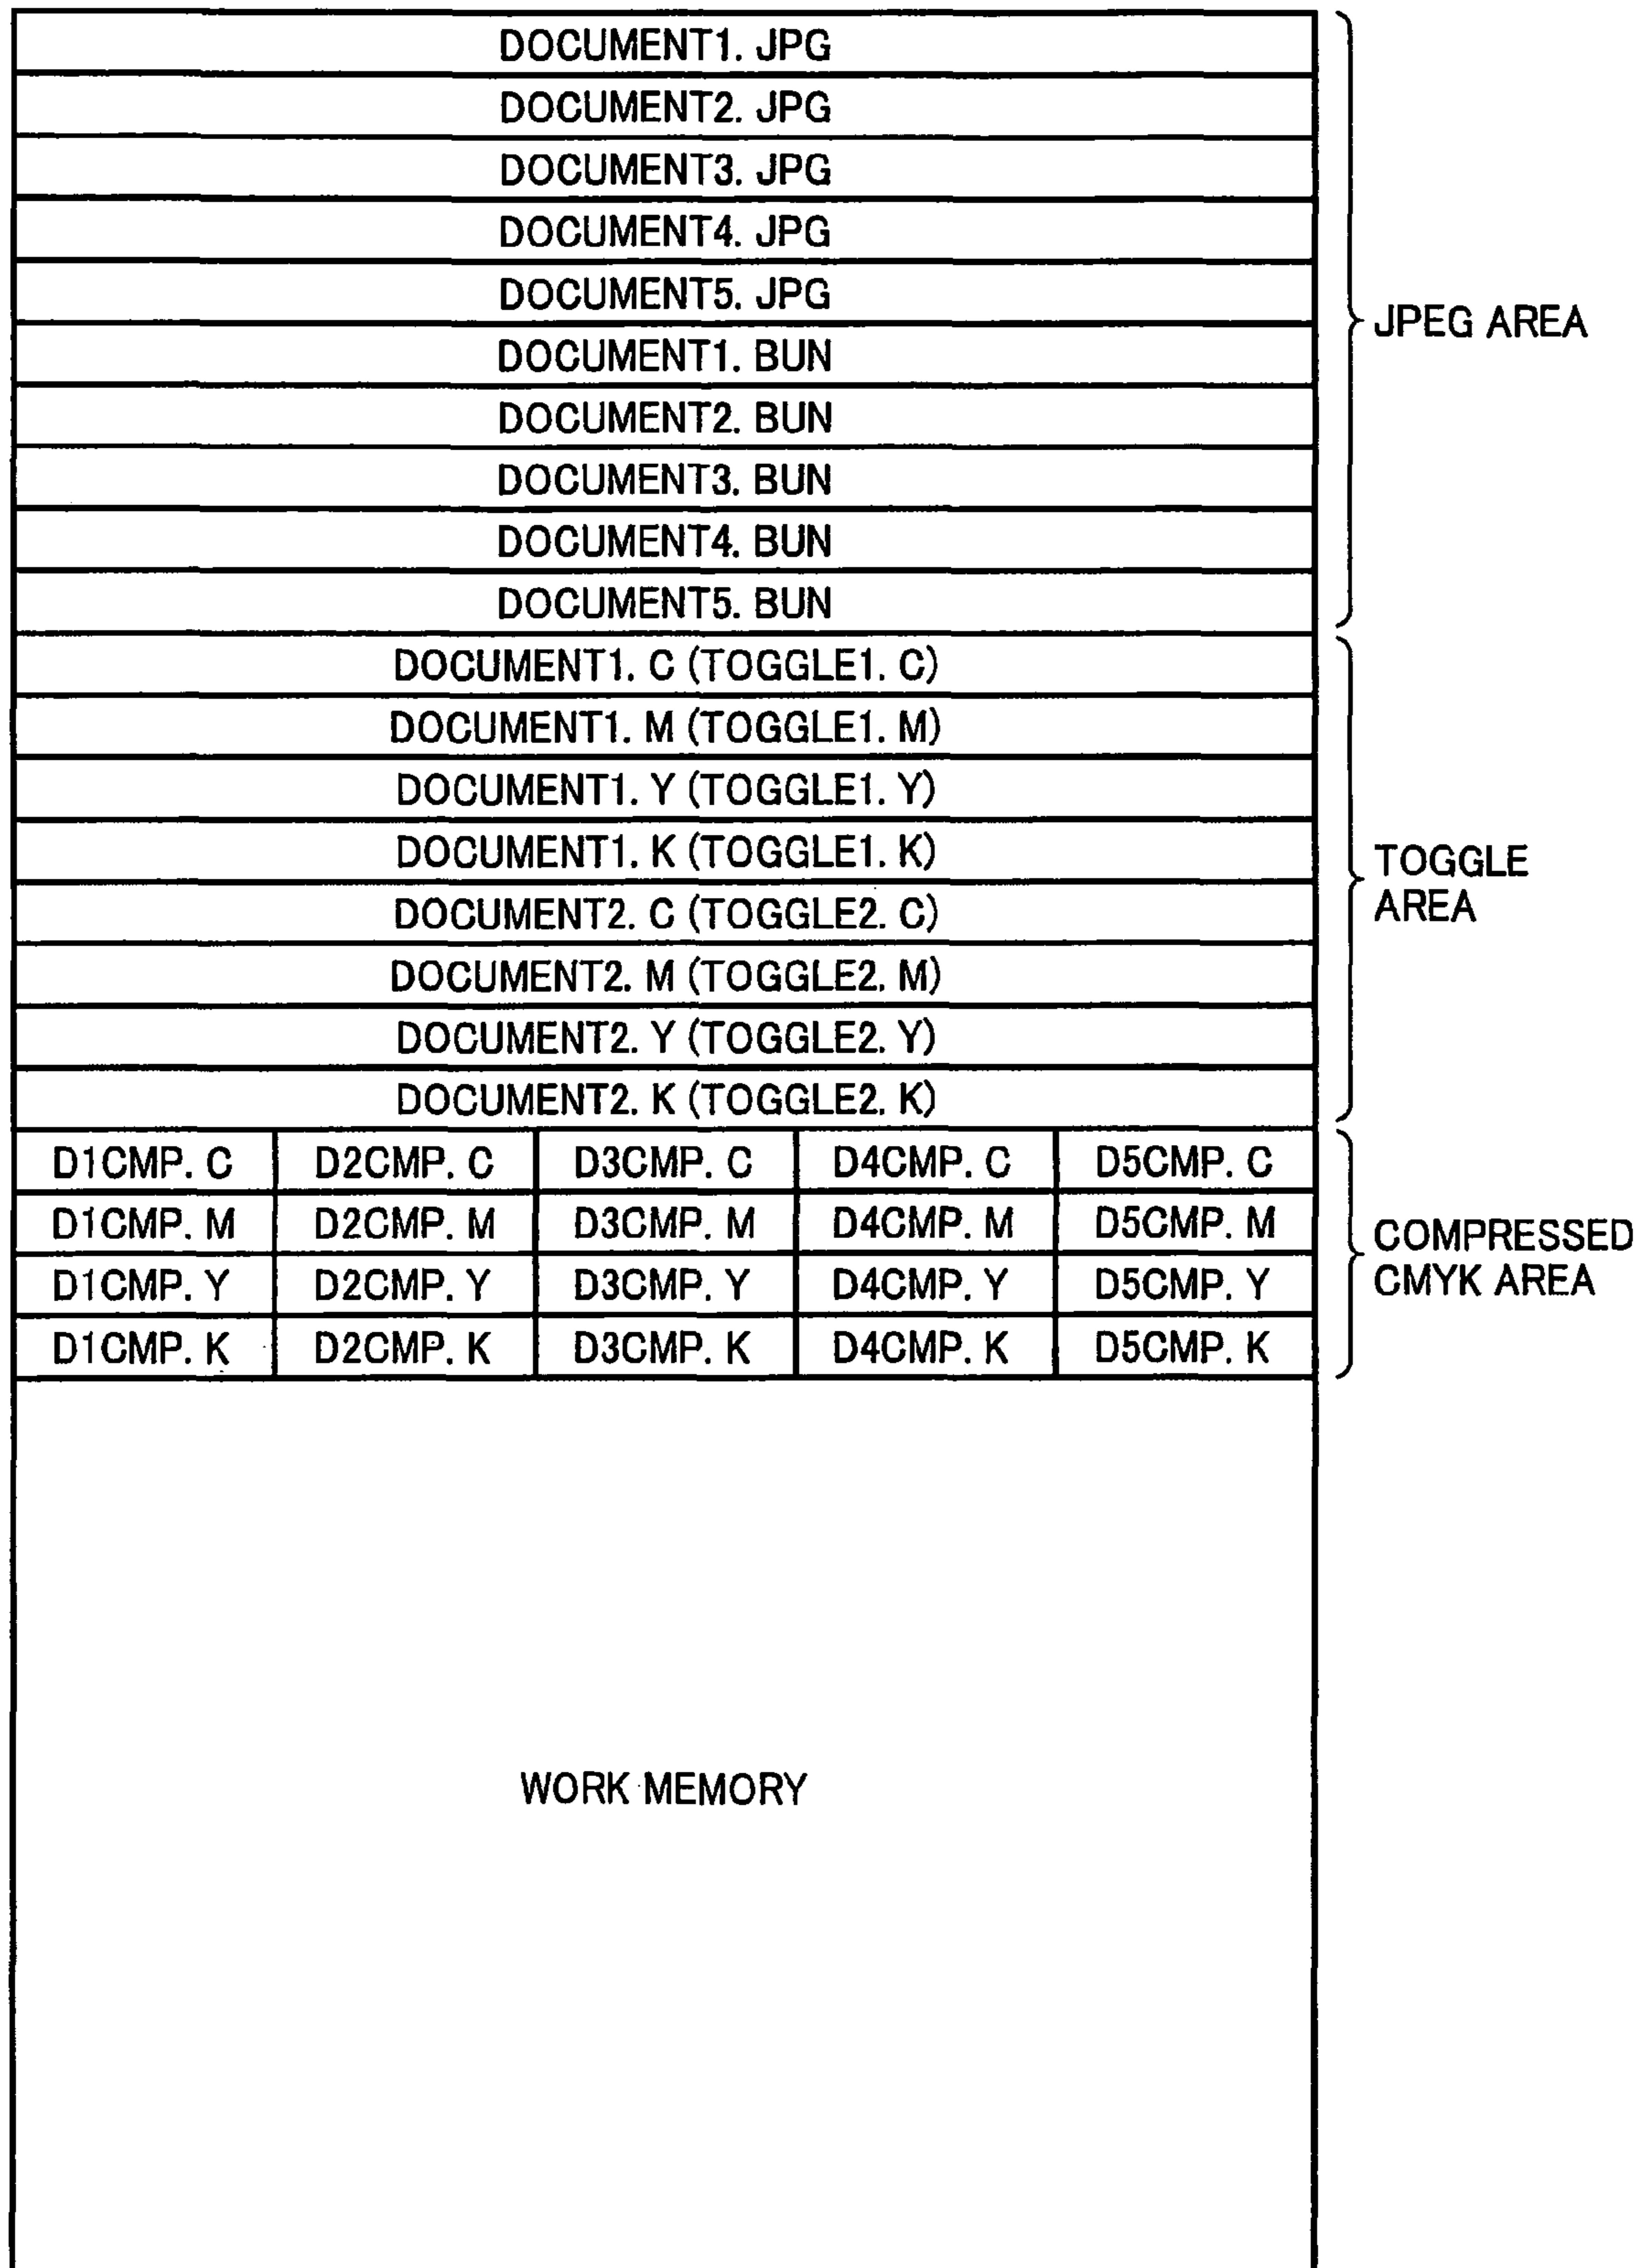 DOCUMENT1. JPG
DOCUMENT2. JPG
DOCUMENT3. JPG
DOCUMENT4. JPG
DOCUMENT5. JPG
JPEG AREA
DOCUMENT1. BUN
DOCUMENT2. BUN
DOCUMENT3. BUN
DOCUMENT4. BUN
DOCUMENT5. BUN
DOCUMENT1. C (TOGGLE1. C)
DOCUMENT1. M (TOGGLE1. M)
DOCUMENT1. Y (TOGGLE1. Y)
DOCUMENT1. K (TOGGLE1. K)
TOGGLE
AREA
DOCUMENT2. C (TOGGLE2. C)
DOCUMENT2. M (TOGGLE2. M)
DOCUMENT2. Y (TOGGLE2. Y)
DOCUMENT2. K (TOGGLE2. K)
D1CMP. C D2CMP. C D3CMP. C D4CMP. C D5CMP. C
D1CMP. M D2CMP. M D3CMP. M D4CMP. M D5CMP. M
D1CMP. Y D2CMP. Y D3CMP. Y D4CMP. Y D5CMP. Y
D1CMP. K D2CMP. K D3CMP. K D4CMP. K D5CMP. K
COMPRESSED
CMYK AREA
WORK MEMORY